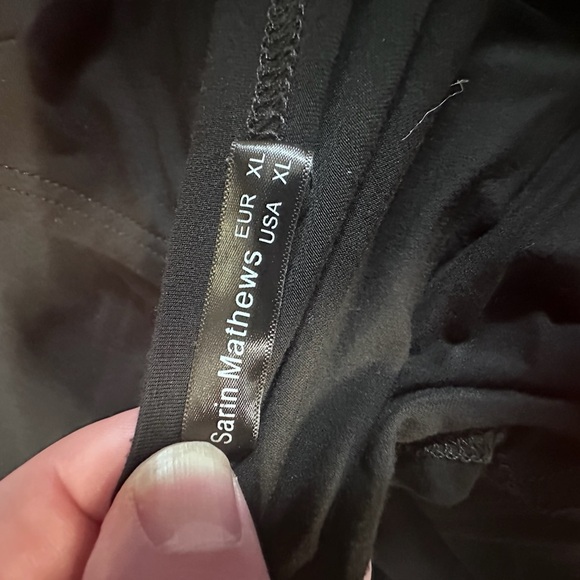 Sarin Mathews
EUR XL
USA XL